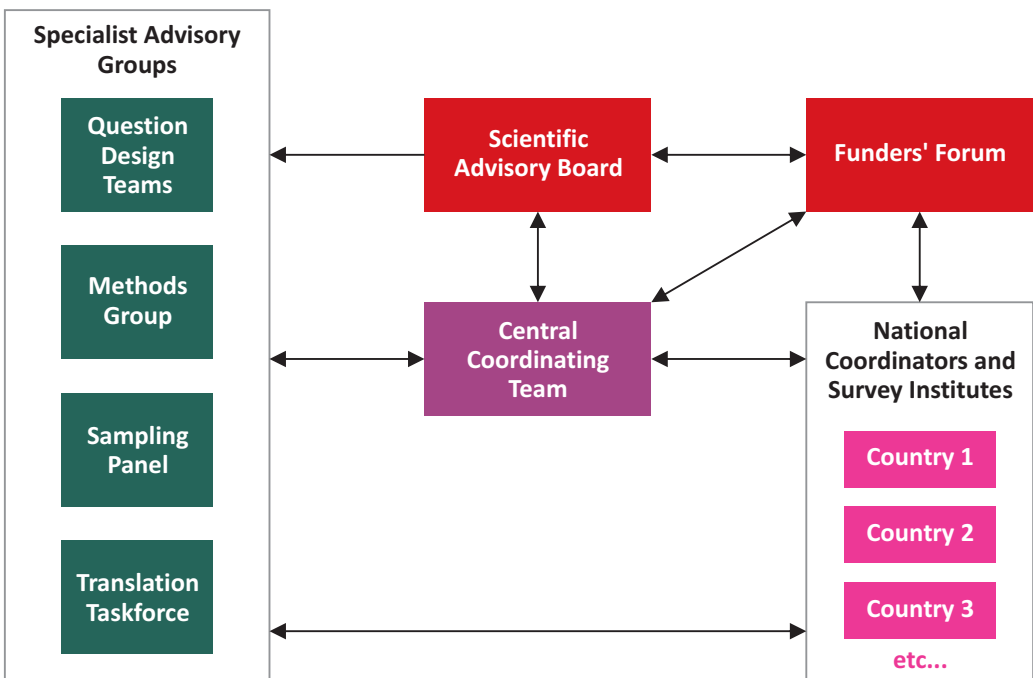 Specialist Advisory
Groups
Question
Design
Teams
Methods
Group
Sampling
Panel
Translation
Taskforce
Scientific
Advisory Board
Funders' Forum
Central
Coordinating
Team
National
Coordinators and
Survey Institutes
Country 1
Country 2
Country 3
etc...